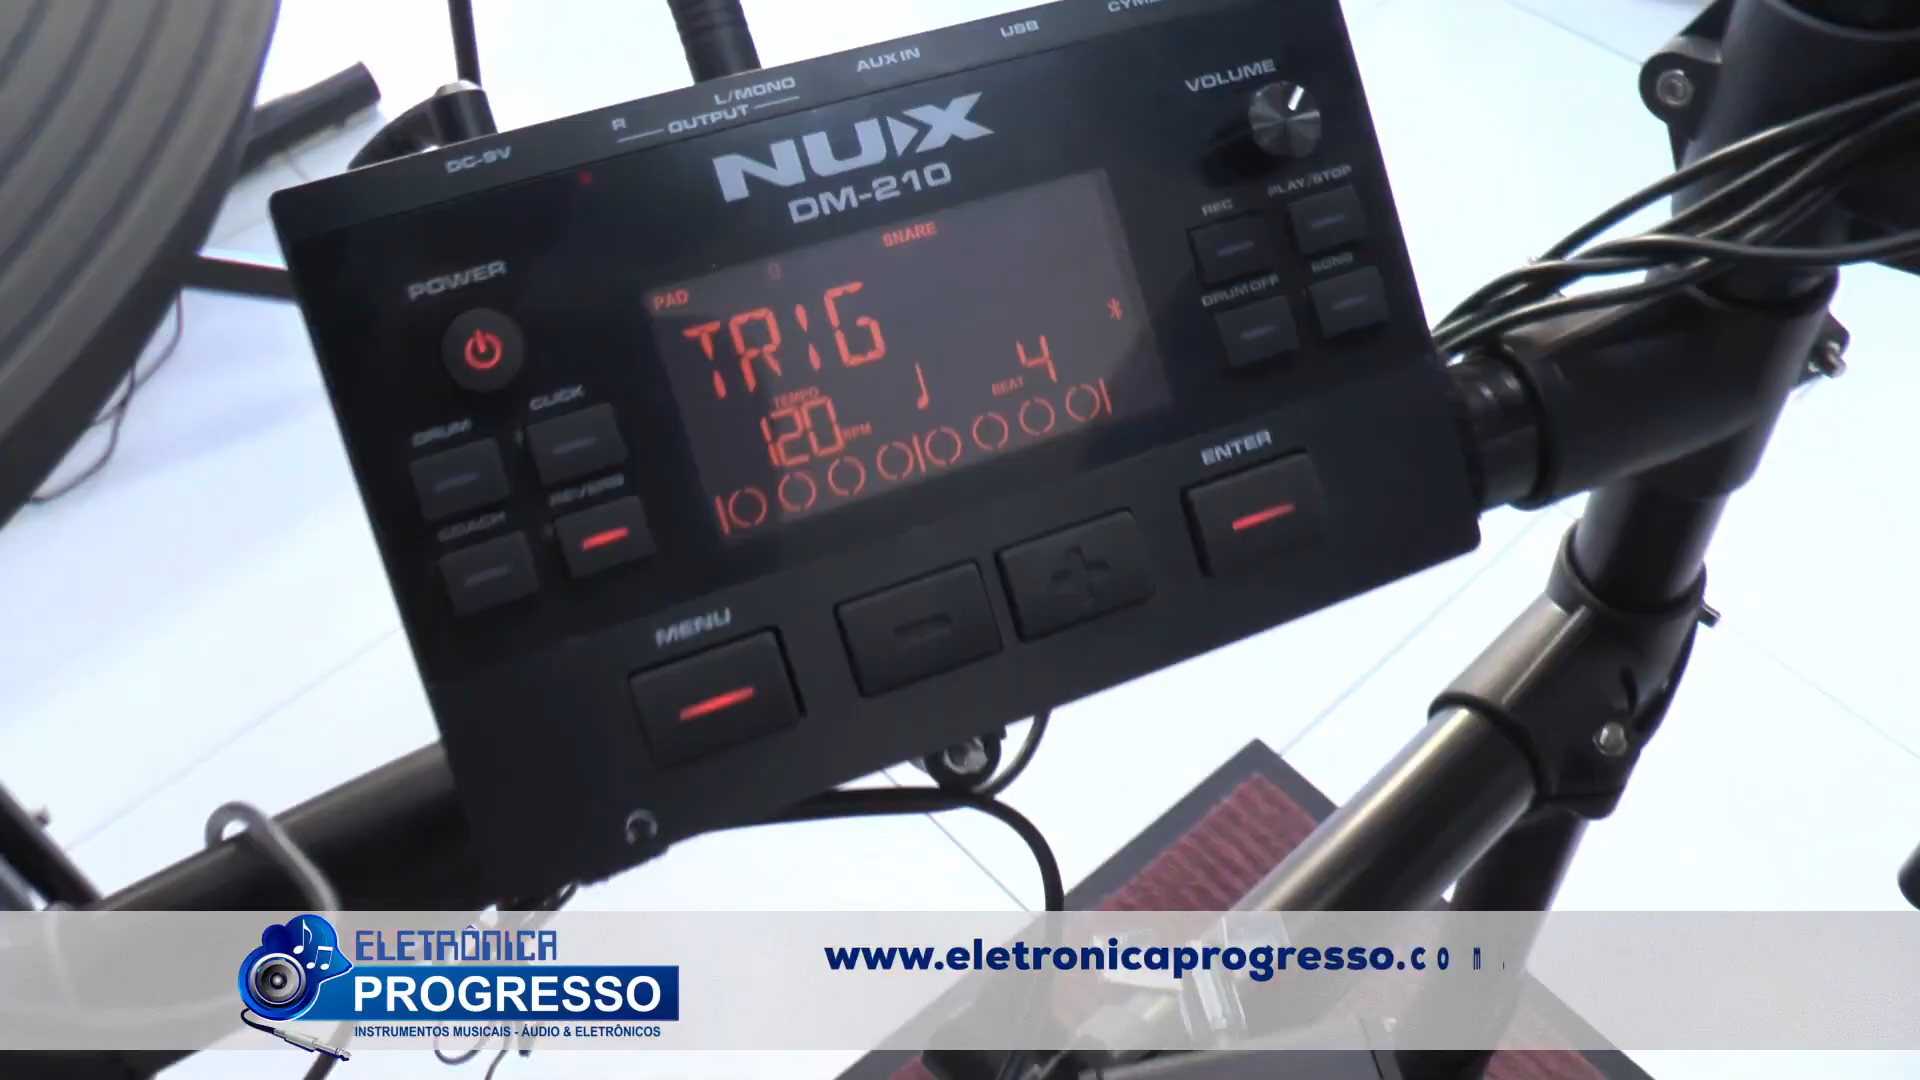 USB
AUX IN
L/MONO
R
OUTPUT
DC-9V
VOLUME
NUX
DM-210
PLAY/STOP
REC
SONG
DRUM OFF
POWER
SNARE
PAD
TRIG
TEMPO
120 BPM
BEAT 4
CLICK
DRUM
REVERB
COACH
ENTER
MENU
ELETRÔNICA
PROGRESSO
INSTRUMENTOS MUSICAIS - ÁUDIO & ELETRÔNICOS
www.eletronicaprogresso.com.